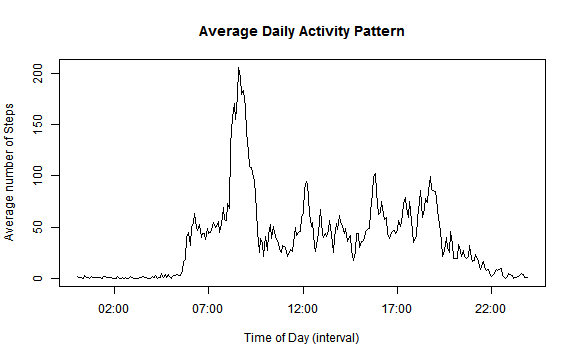 Average Daily Activity Pattern
Average number of Steps
200
150
100
50
0
02:00 07:00 12:00 17:00 22:00
Time of Day (interval)